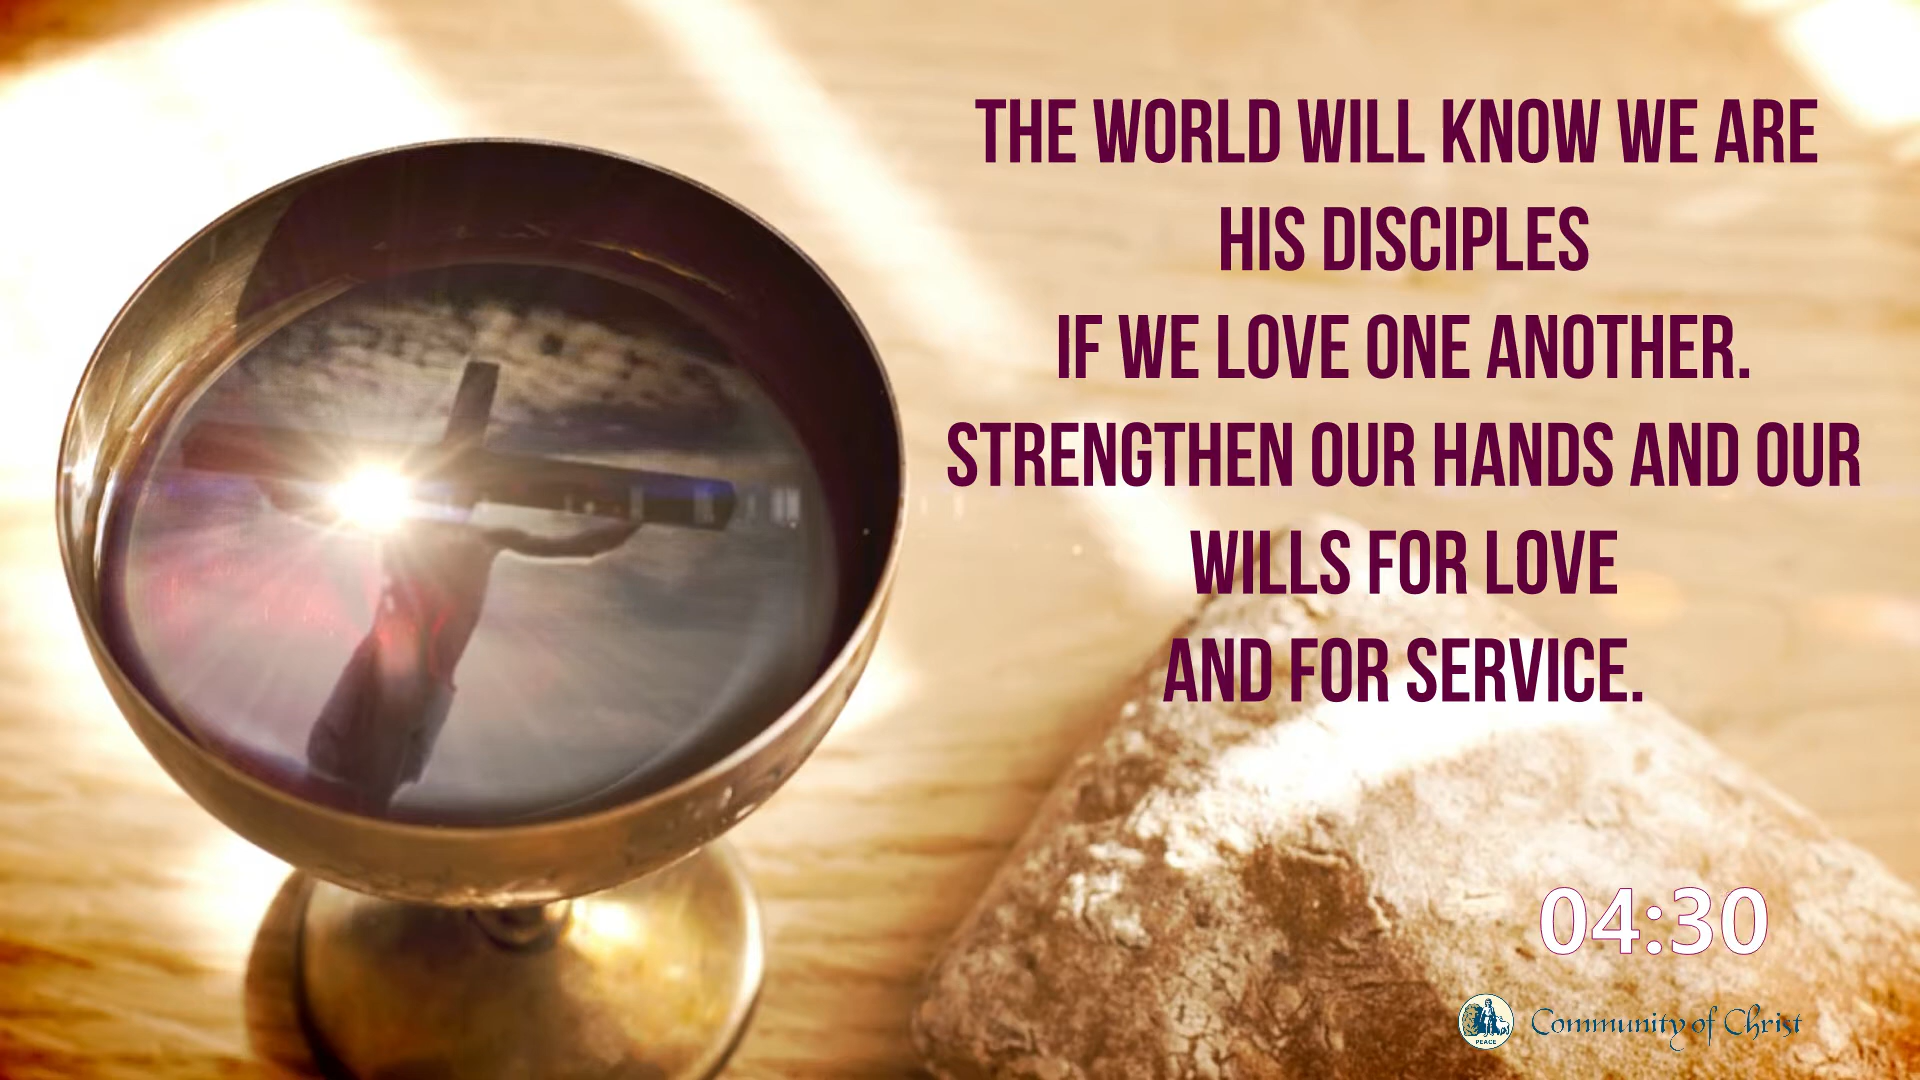 THE WORLD WILL KNOW WE ARE
HIS DISCIPLES
IF WE LOVE ONE ANOTHER.
STRENGTHEN OUR HANDS AND OUR
WILLS FOR LOVE
AND FOR SERVICE.
04:30
PEACE
Community of Christ